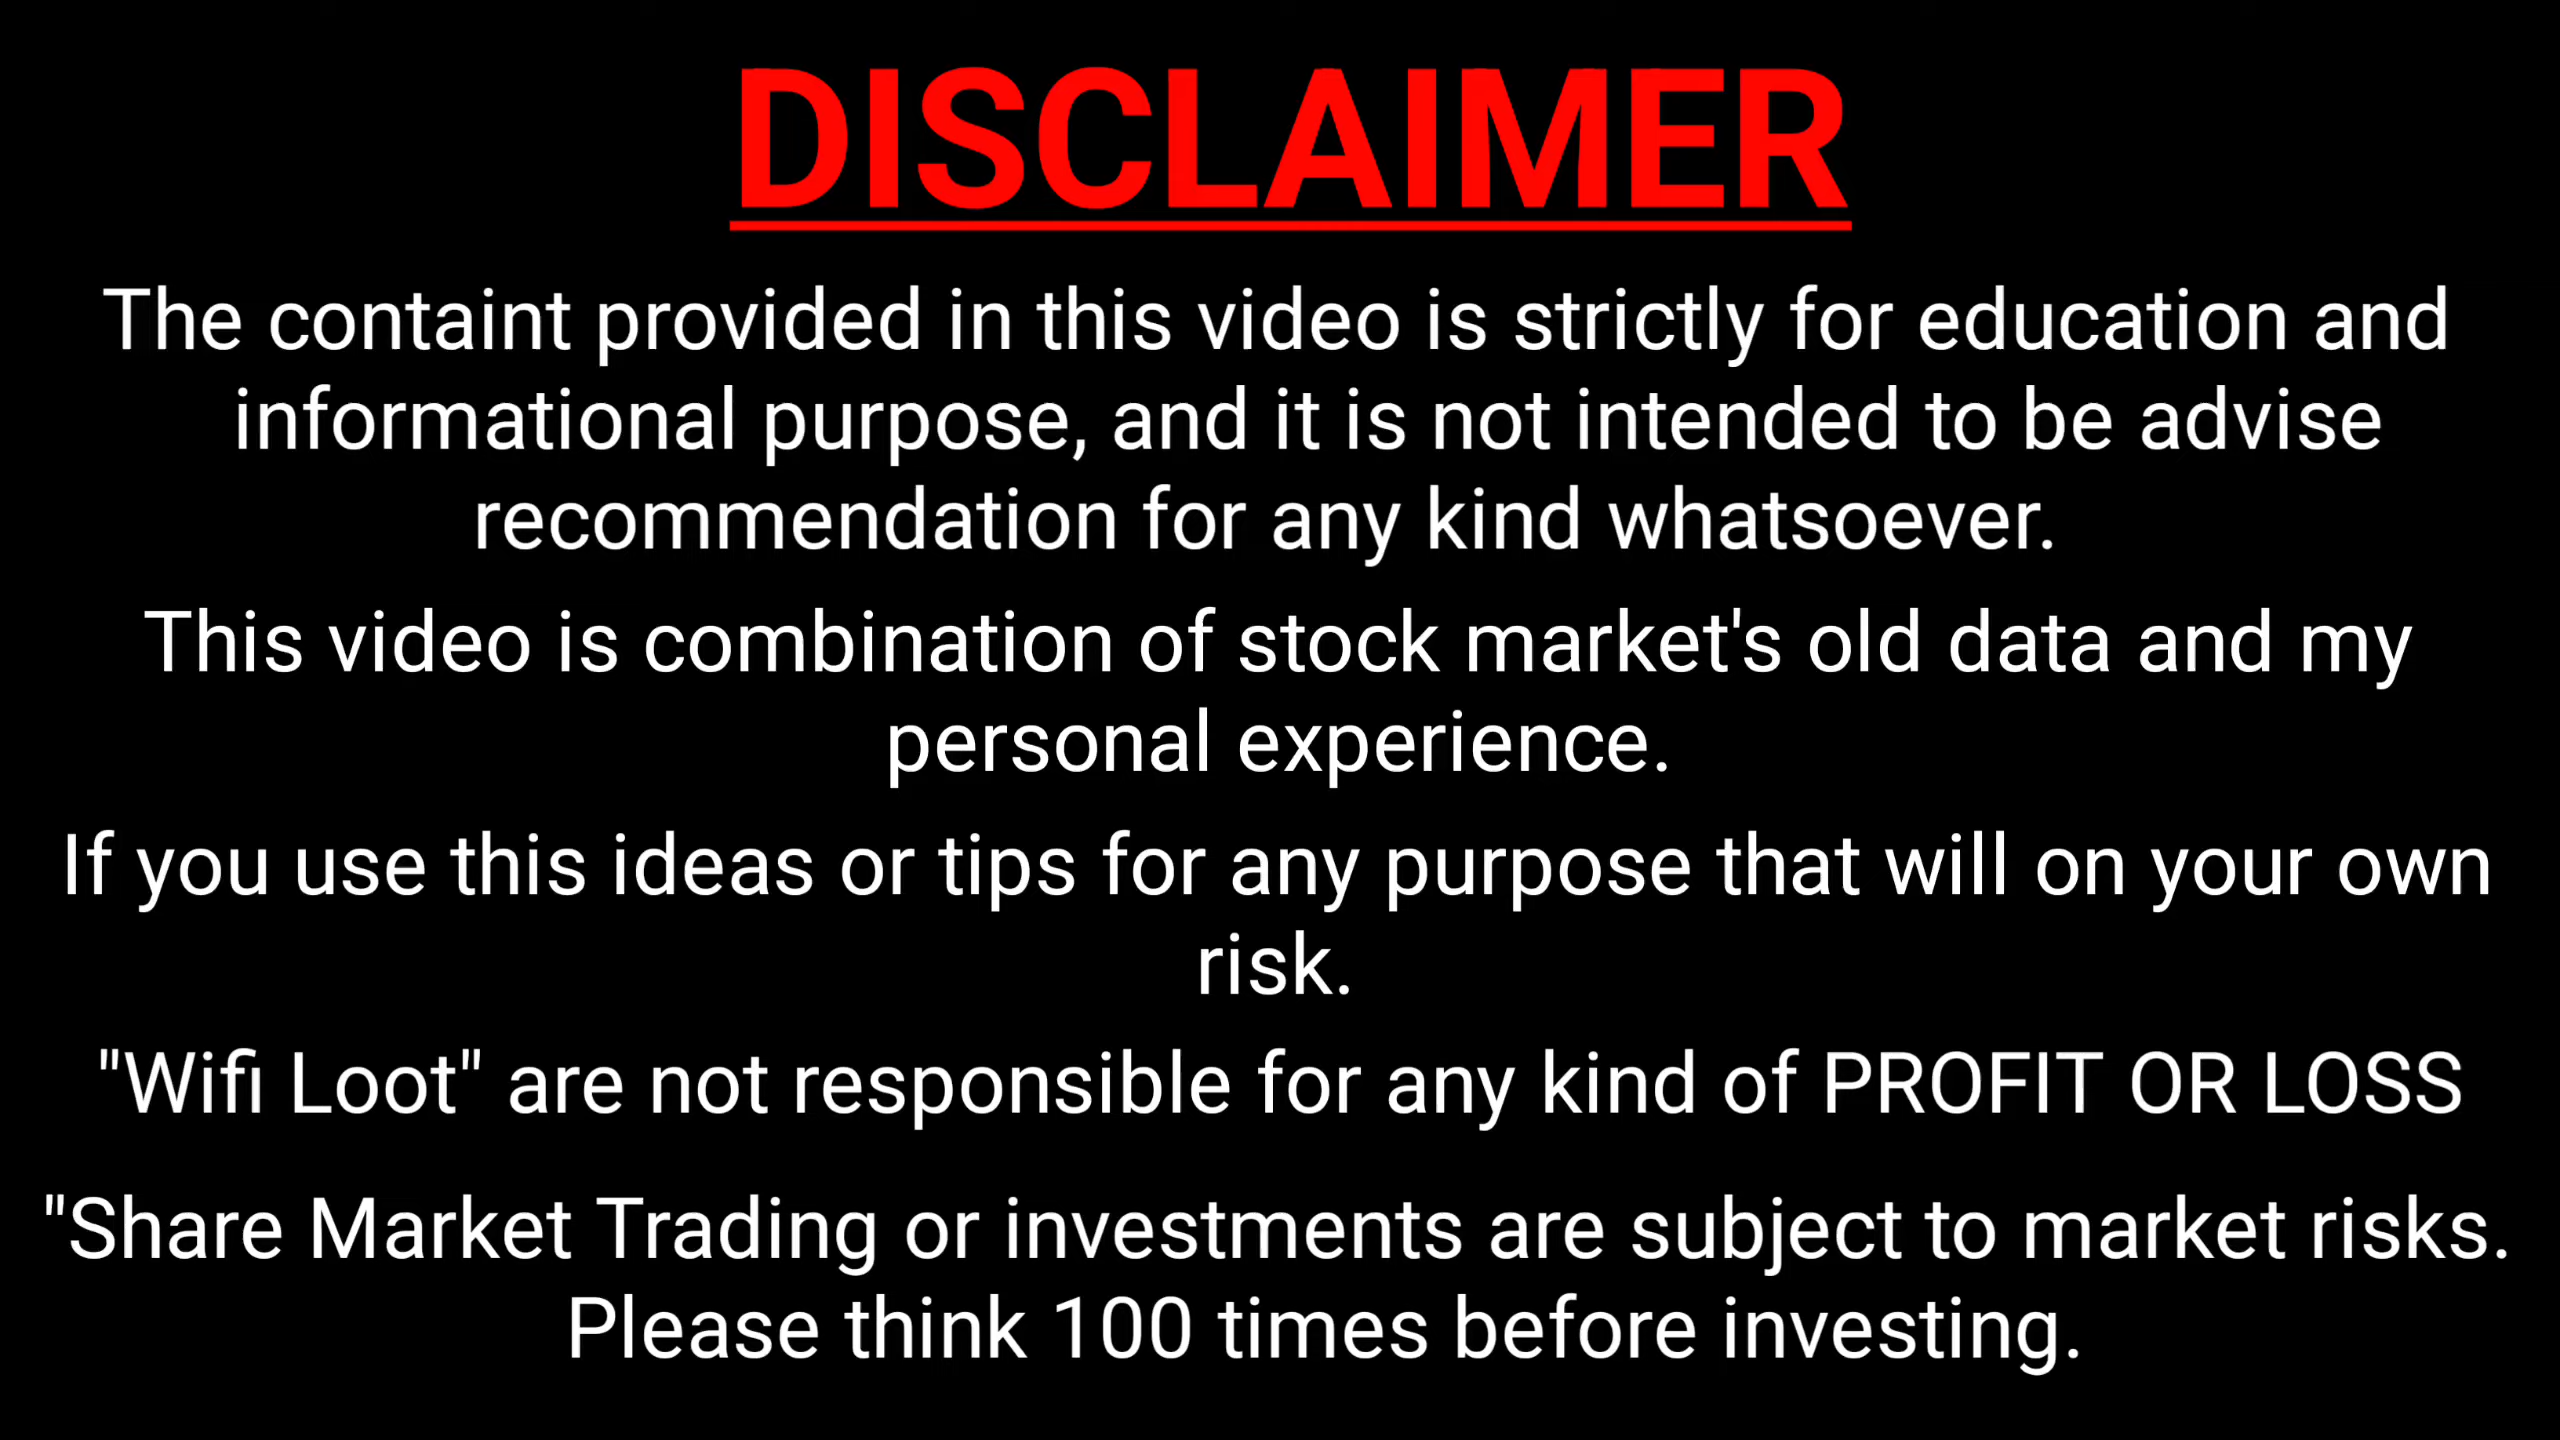 DISCLAIMER
The containt provided in this video is strictly for education and
informational purpose, and it is not intended to be advise
recommendation for any kind whatsoever.
This video is combination of stock market's old data and my
personal experience.
If you use this ideas or tips for any purpose that will on your own
risk.
"Wifi Loot" are not responsible for any kind of PROFIT OR LOSS
"Share Market Trading or investments are subject to market risks.
Please think 100 times before investing.